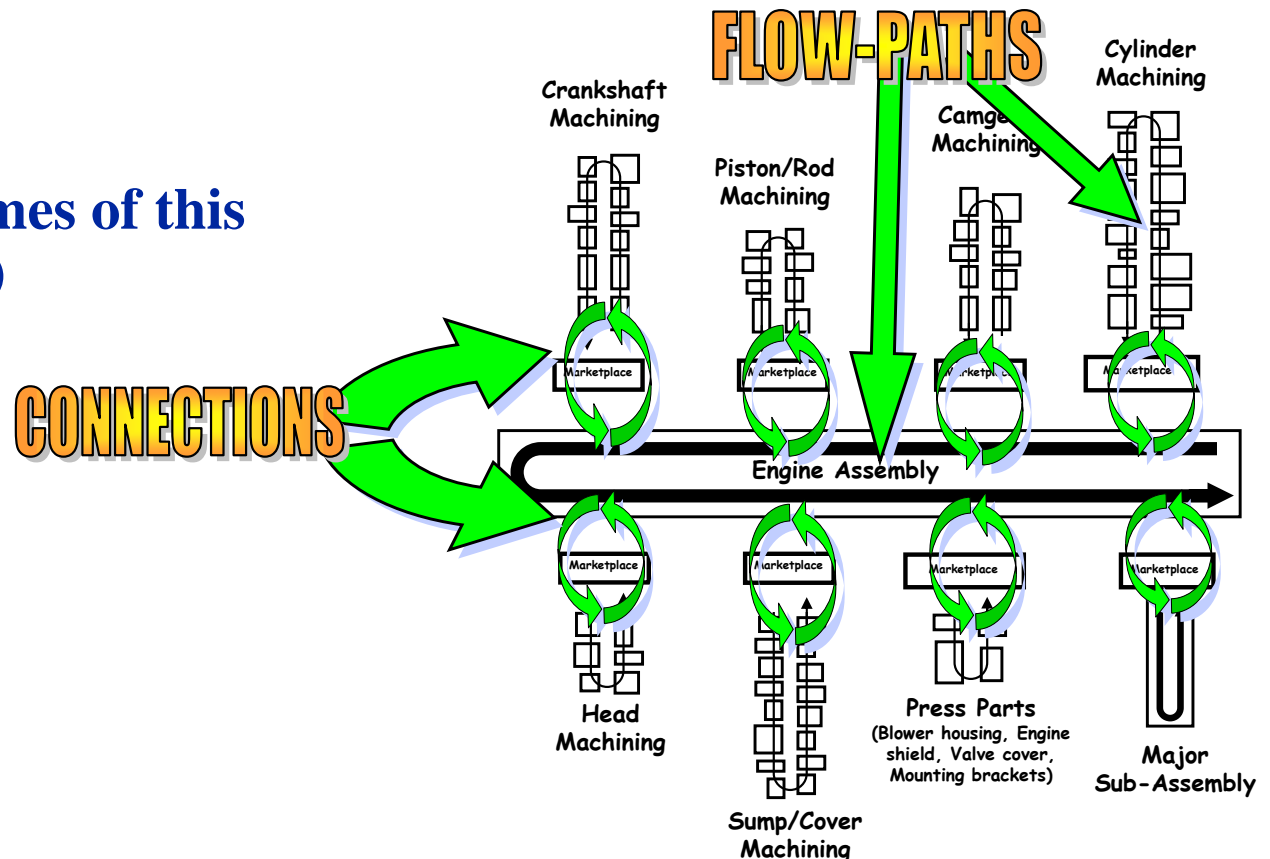 FLOW-PATHS
Cylinder
Machining
Crankshaft
Machining
Machining
Piston/Rod
Machining
of this
)
CONNECTIONS
Marketplace
Marketplace
Marketplace
Marketplace
Engine Assembly
Marketplace
Marketplace
Marketplace
Marketplace
Head
Machining
Press Parts
(Blower housing, Engine
shield, Valve cover,
Mounting brackets)
Major
Sub-Assembly
Sump/Cover
Machining